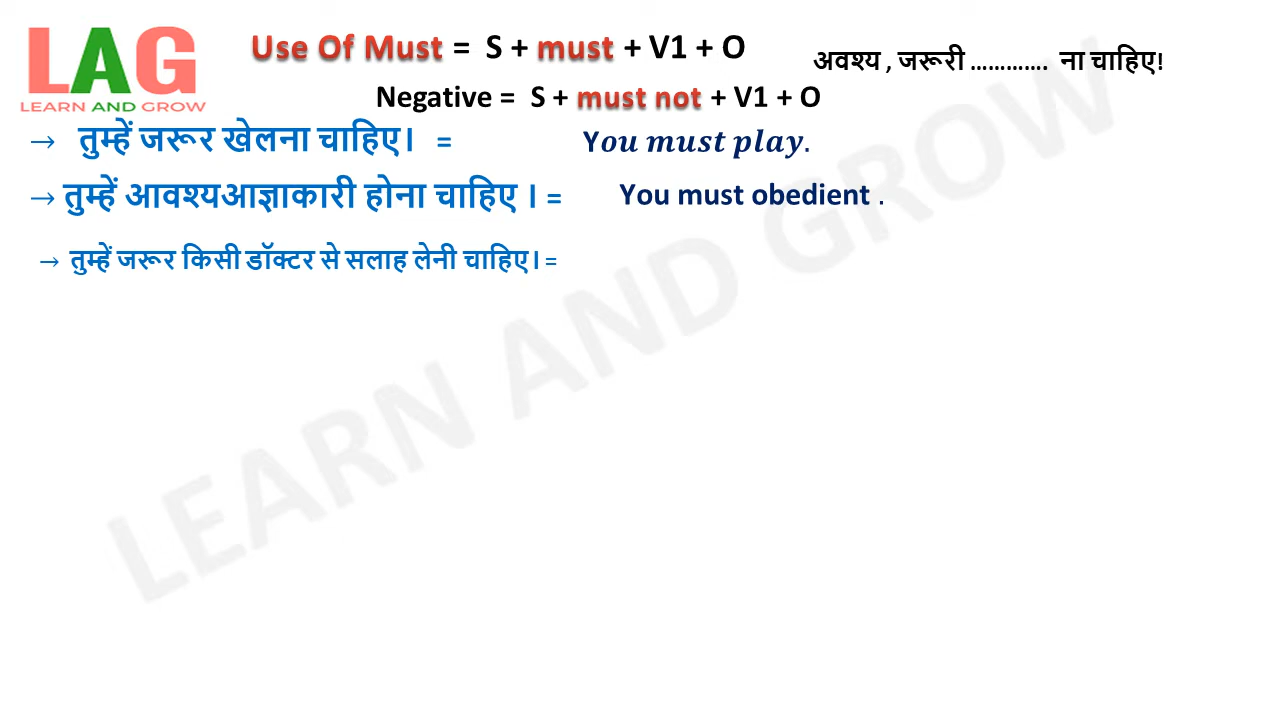 LAG
LEARN AND GROW
Use Of Must = S + must + V1 + O
अवश्य , जरूरी …………. ना चाहिए!
Negative = S + must not + V1 + O
→ तुम्हें जरूर खेलना चाहिए। = You must play.
→ तुम्हें आवश्यआज्ञाकारी होना चाहिए । = You must obedient .
→ तुम्हें जरूर किसी डॉक्टर से सलाह लेनी चाहिए। =
LEARN AND GROW